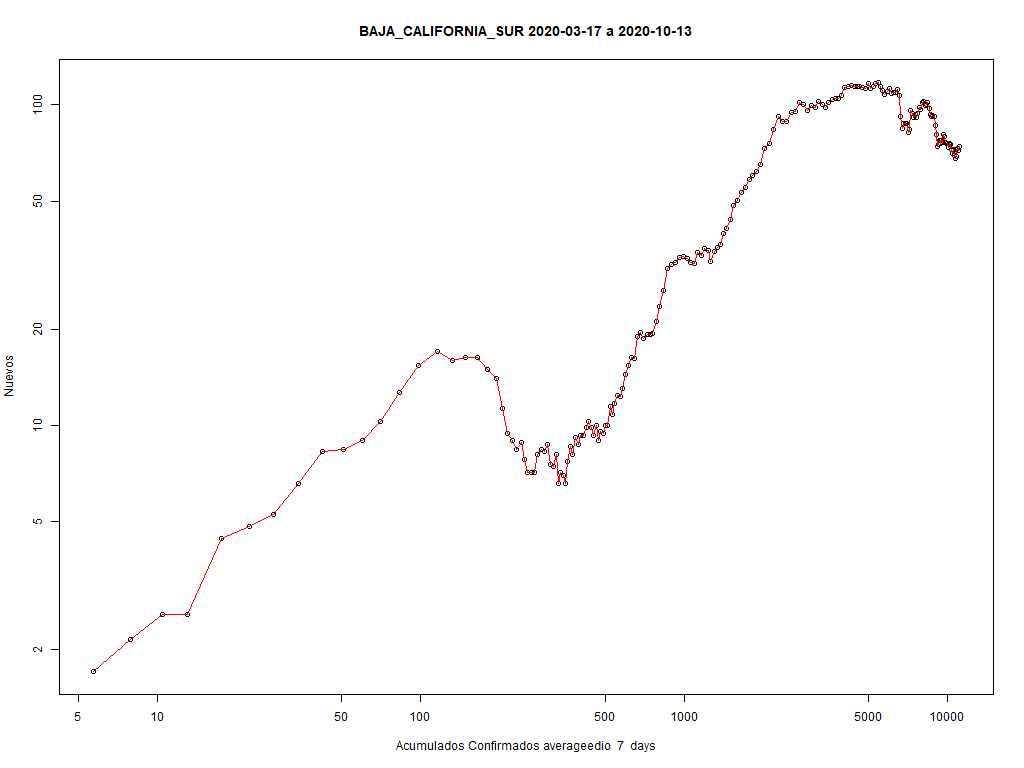 BAJA_CALIFORNIA_SUR 2020-03-17 a 2020-10-13
100
50
20
10
5
2
Nuevos
5 10 50 100 500 1000 5000 10000
Acumulados Confirmados averageedio 7 days